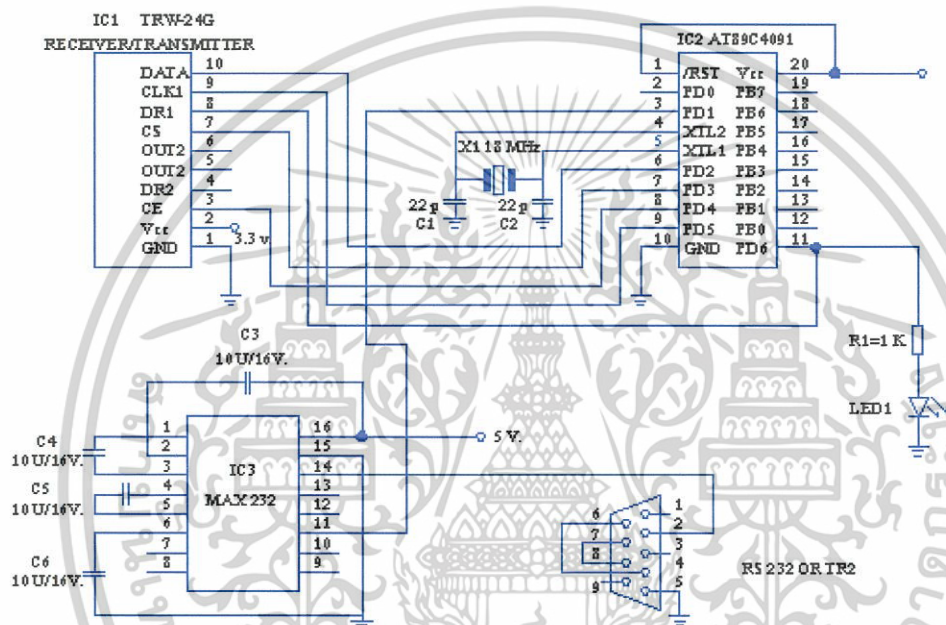 IC1 TRW-24G
RECEIVER/TRANSMITTER
DATA 10
CLK1 9
DR1 8
CS 7
OUT2 6
OUT2 5
DR2 4
CE 3
Vcc 2
GND 1
3.3 v.
IC2 AT89C4091
1 /RST Vcc 20
2 PD0 PB7 19
3 PD1 PB6 18
4 XTL2 PB5 17
5 XTL1 PB4 16
6 PD2 PB3 15
7 PD3 PB2 14
8 PD4 PB1 13
9 PD5 PB0 12
10 GND PD6 11
X1 18 MHz
22 p 22 p
C1 C2
R1=1 K
LED1
C3
10U/16V.
C4
10U/16V.
C5
10U/16V.
C6
10U/16V.
IC3
MAX 232
1 16
2 15
3 14
4 13
5 12
6 11
7 10
8 9
5 V.
6 1
7 2
8 3
9 4
5
RS 232 OR TR2